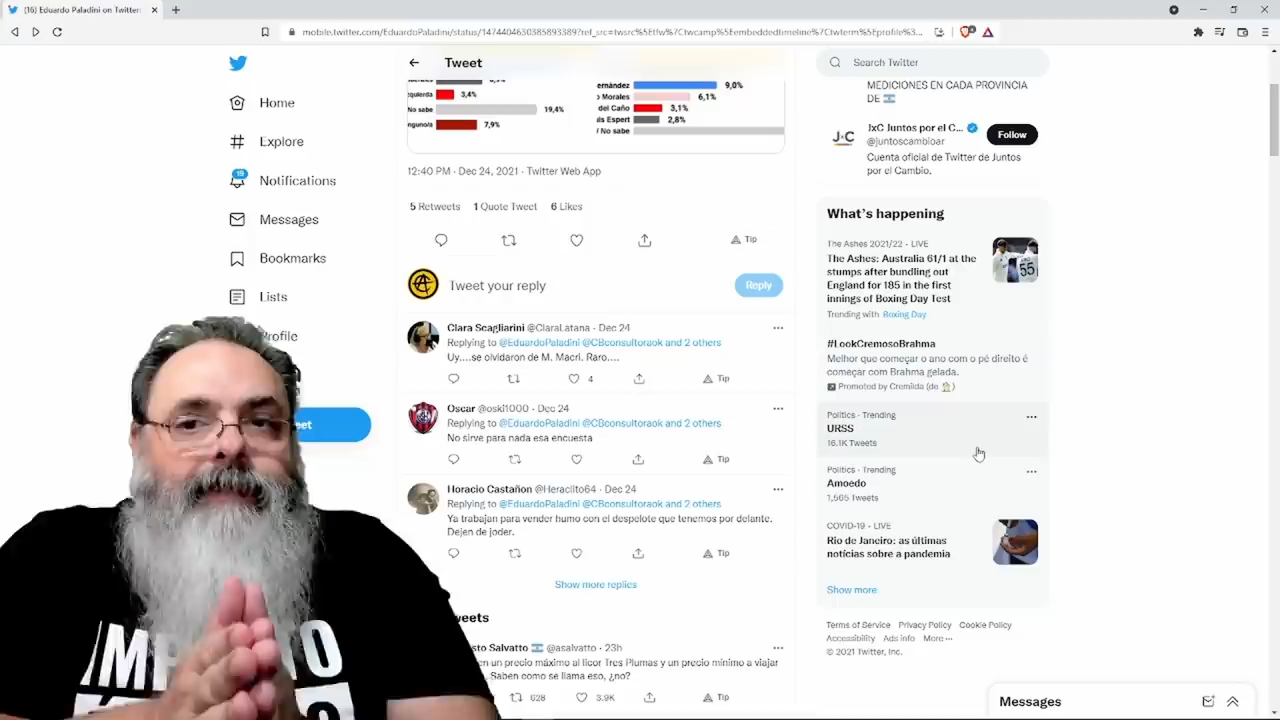 (16) Eduardo Paladini on Twitter:
mobile.twitter.com/EduardoPaladini/status/1474404630385893389?ref_src=twsrc%5Etfw%7Ctwcamp%5Eembeddedtimeline%7Ctwterm%5Eprofile%3...
Home
Explore
19
Notifications
Messages
Bookmarks
Lists
Profile
Tweet
3,4%
No sabe
19,4%
7,9%
9,0%
Morales
6,1%
del Caño
3,1%
Espert
2,8%
/ No sabe
12:40 PM · Dec 24, 2021 · Twitter Web App
5 Retweets 1 Quote Tweet 6 Likes
Tip
Tweet your reply
Reply
Clara Scagliarini @ClaraLatana · Dec 24
Replying to @EduardoPaladini @CBconsultoraok and 2 others
Uy....se olvidaron de M. Macri. Raro....
4
Tip
Oscar @oski1000 · Dec 24
Replying to @EduardoPaladini @CBconsultoraok and 2 others
No sirve para nada esa encuesta
Tip
Horacio Castañon @Heraclito64 · Dec 24
Replying to @EduardoPaladini @CBconsultoraok and 2 others
Ya trabajan para vender humo con el despelote que tenemos por delante.
Dejen de joder.
Tip
Show more replies
Salvatto @asalvatto · 23h
en un precio máximo al licor Tres Plumas y un precio mínimo a viajar
Saben como se llama eso, ¿no?
628
3.9K
Tip
Search Twitter
MEDICIONES EN CADA PROVINCIA
DE
JxC
JxC Juntos por el C...
@juntoscambioar
Follow
Cuenta oficial de Twitter de Juntos
por el Cambio.
What's happening
The Ashes 2021/22 · LIVE
The Ashes: Australia 61/1 at the
stumps after bundling out
England for 185 in the first
innings of Boxing Day Test
Trending with Boxing Day
55
#LookCremosoBrahma
Melhor que começar o ano com o pé direito é
começar com Brahma gelada.
Promoted by Cremilda (de )
Politics · Trending
URSS
16.1K Tweets
Politics · Trending
Amoedo
1,565 Tweets
COVID-19 · LIVE
Rio de Janeiro: as últimas
notícias sobre a pandemia
Show more
Terms of Service Privacy Policy Cookie Policy
Accessibility Ads info More ···
© 2021 Twitter, Inc.
Messages